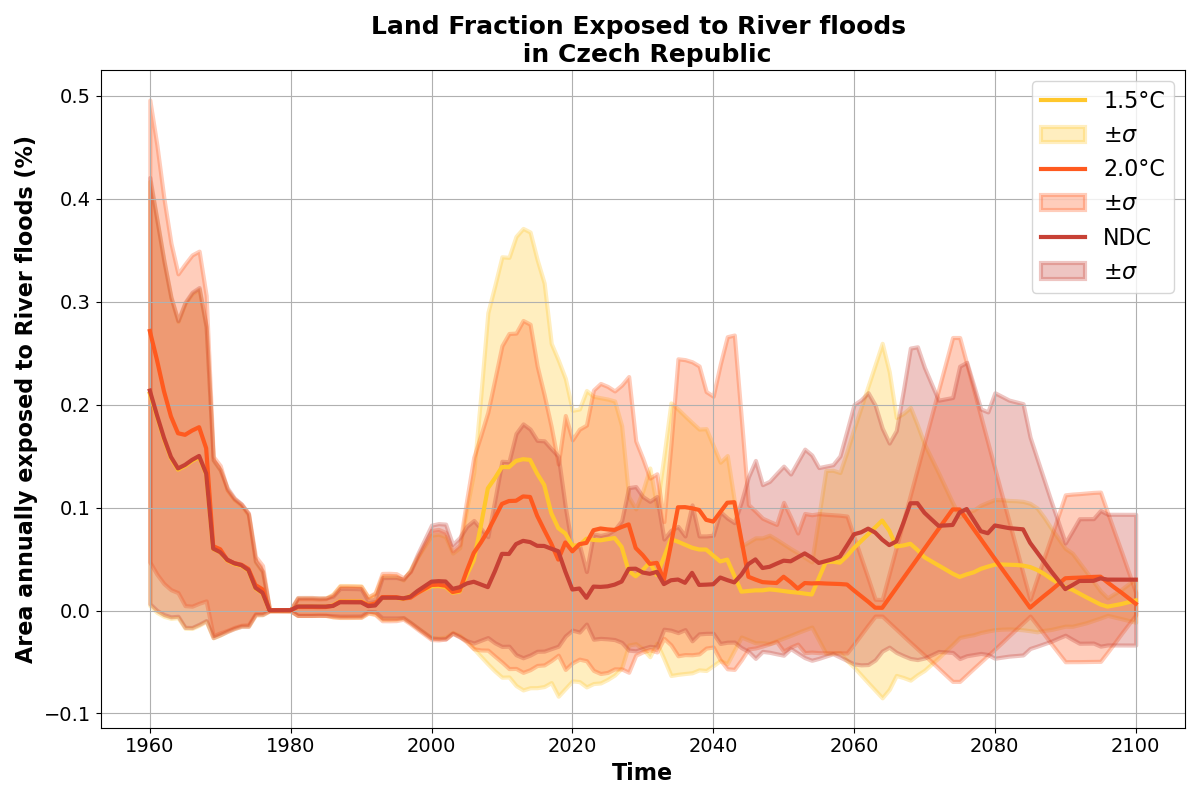 Land Fraction Exposed to River floods
in Czech Republic
Area annually exposed to River floods (%)
0.5
0.4
0.3
0.2
0.1
0.0
−0.1
1.5°C
±σ
2.0°C
±σ
NDC
±σ
1960 1980 2000 2020 2040 2060 2080 2100
Time